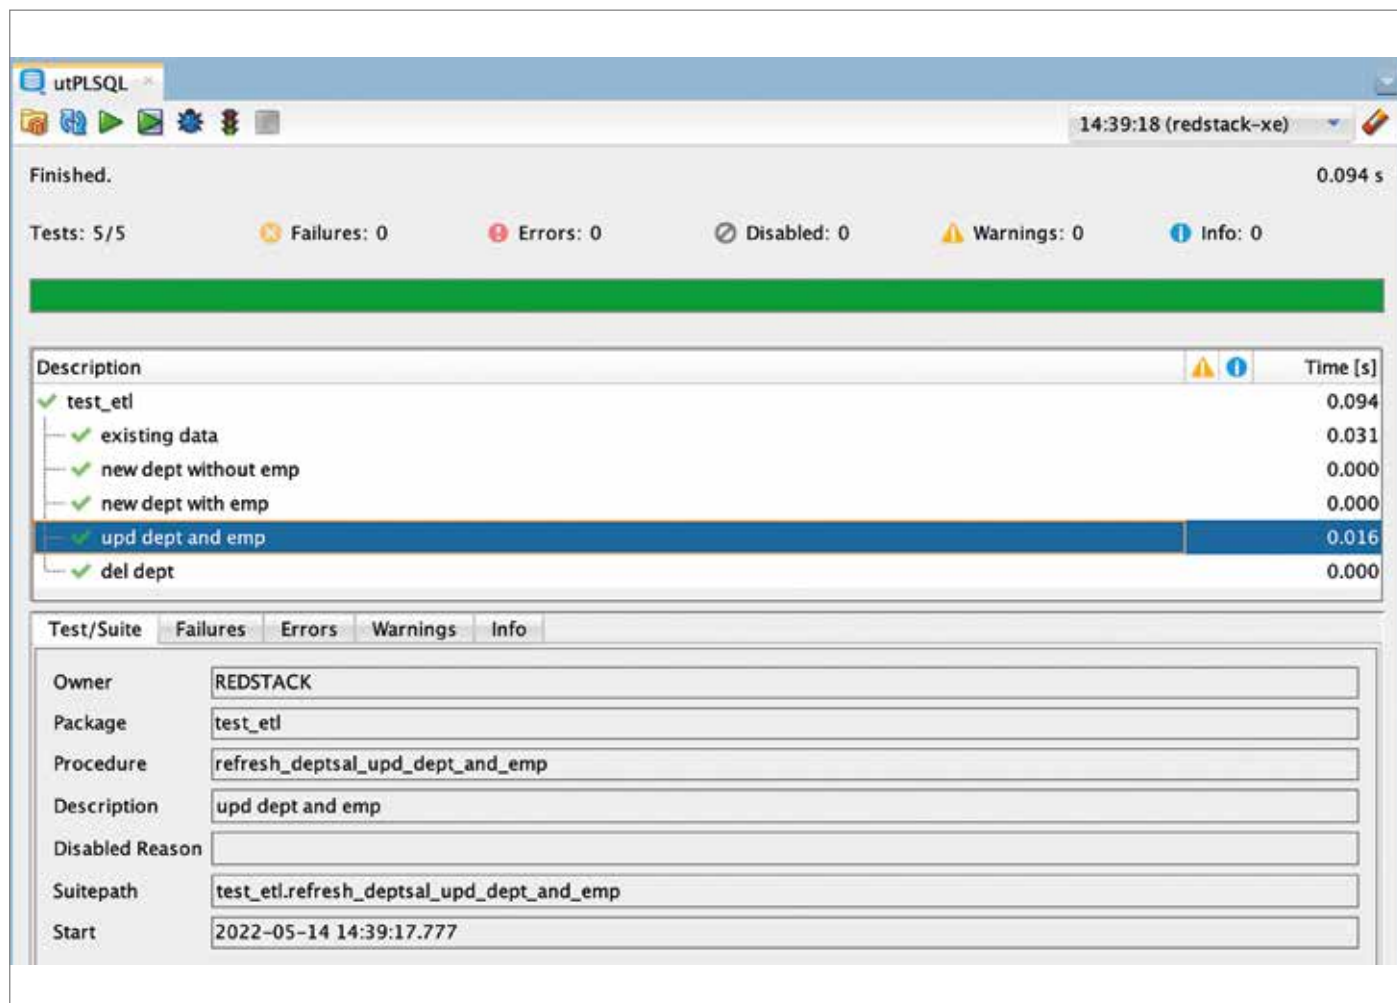 utPLSQL
14:39:18 (redstack-xe)
Finished. 0.094 s
Tests: 5/5 Failures: 0 Errors: 0 Disabled: 0 Warnings: 0 Info: 0
Description Time [s]
test_etl 0.094
existing data 0.031
new dept without emp 0.000
new dept with emp 0.000
upd dept and emp 0.016
del dept 0.000
Test/Suite Failures Errors Warnings Info
Owner REDSTACK
Package test_etl
Procedure refresh_deptsal_upd_dept_and_emp
Description upd dept and emp
Disabled Reason
Suitepath test_etl.refresh_deptsal_upd_dept_and_emp
Start 2022-05-14 14:39:17.777